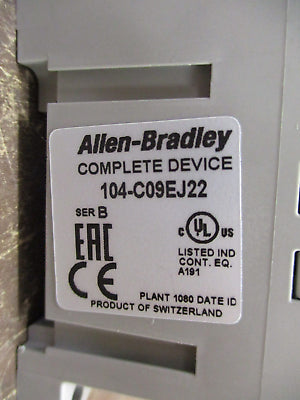 Allen-Bradley
COMPLETE DEVICE
104-C09EJ22
SER B
EAC
CE
C UL US
LISTED IND
CONT. EQ.
A191
PLANT 1080 DATE ID
PRODUCT OF SWITZERLAND